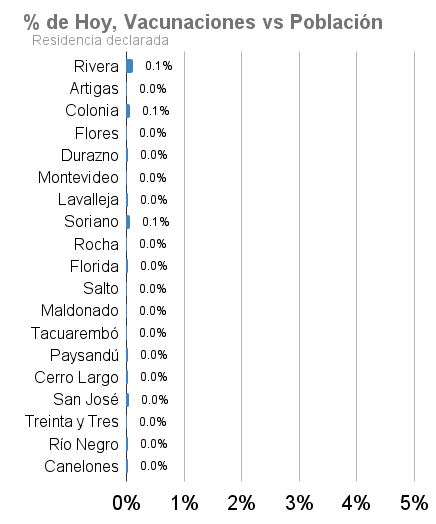 % de Hoy, Vacunaciones vs Población
Residencia declarada
Rivera 0.1%
Artigas 0.0%
Colonia 0.1%
Flores 0.0%
Durazno 0.0%
Montevideo 0.0%
Lavalleja 0.0%
Soriano 0.1%
Rocha 0.0%
Florida 0.0%
Salto 0.0%
Maldonado 0.0%
Tacuarembó 0.0%
Paysandú 0.0%
Cerro Largo 0.0%
San José 0.0%
Treinta y Tres 0.0%
Río Negro 0.0%
Canelones 0.0%
0% 1% 2% 3% 4% 5%